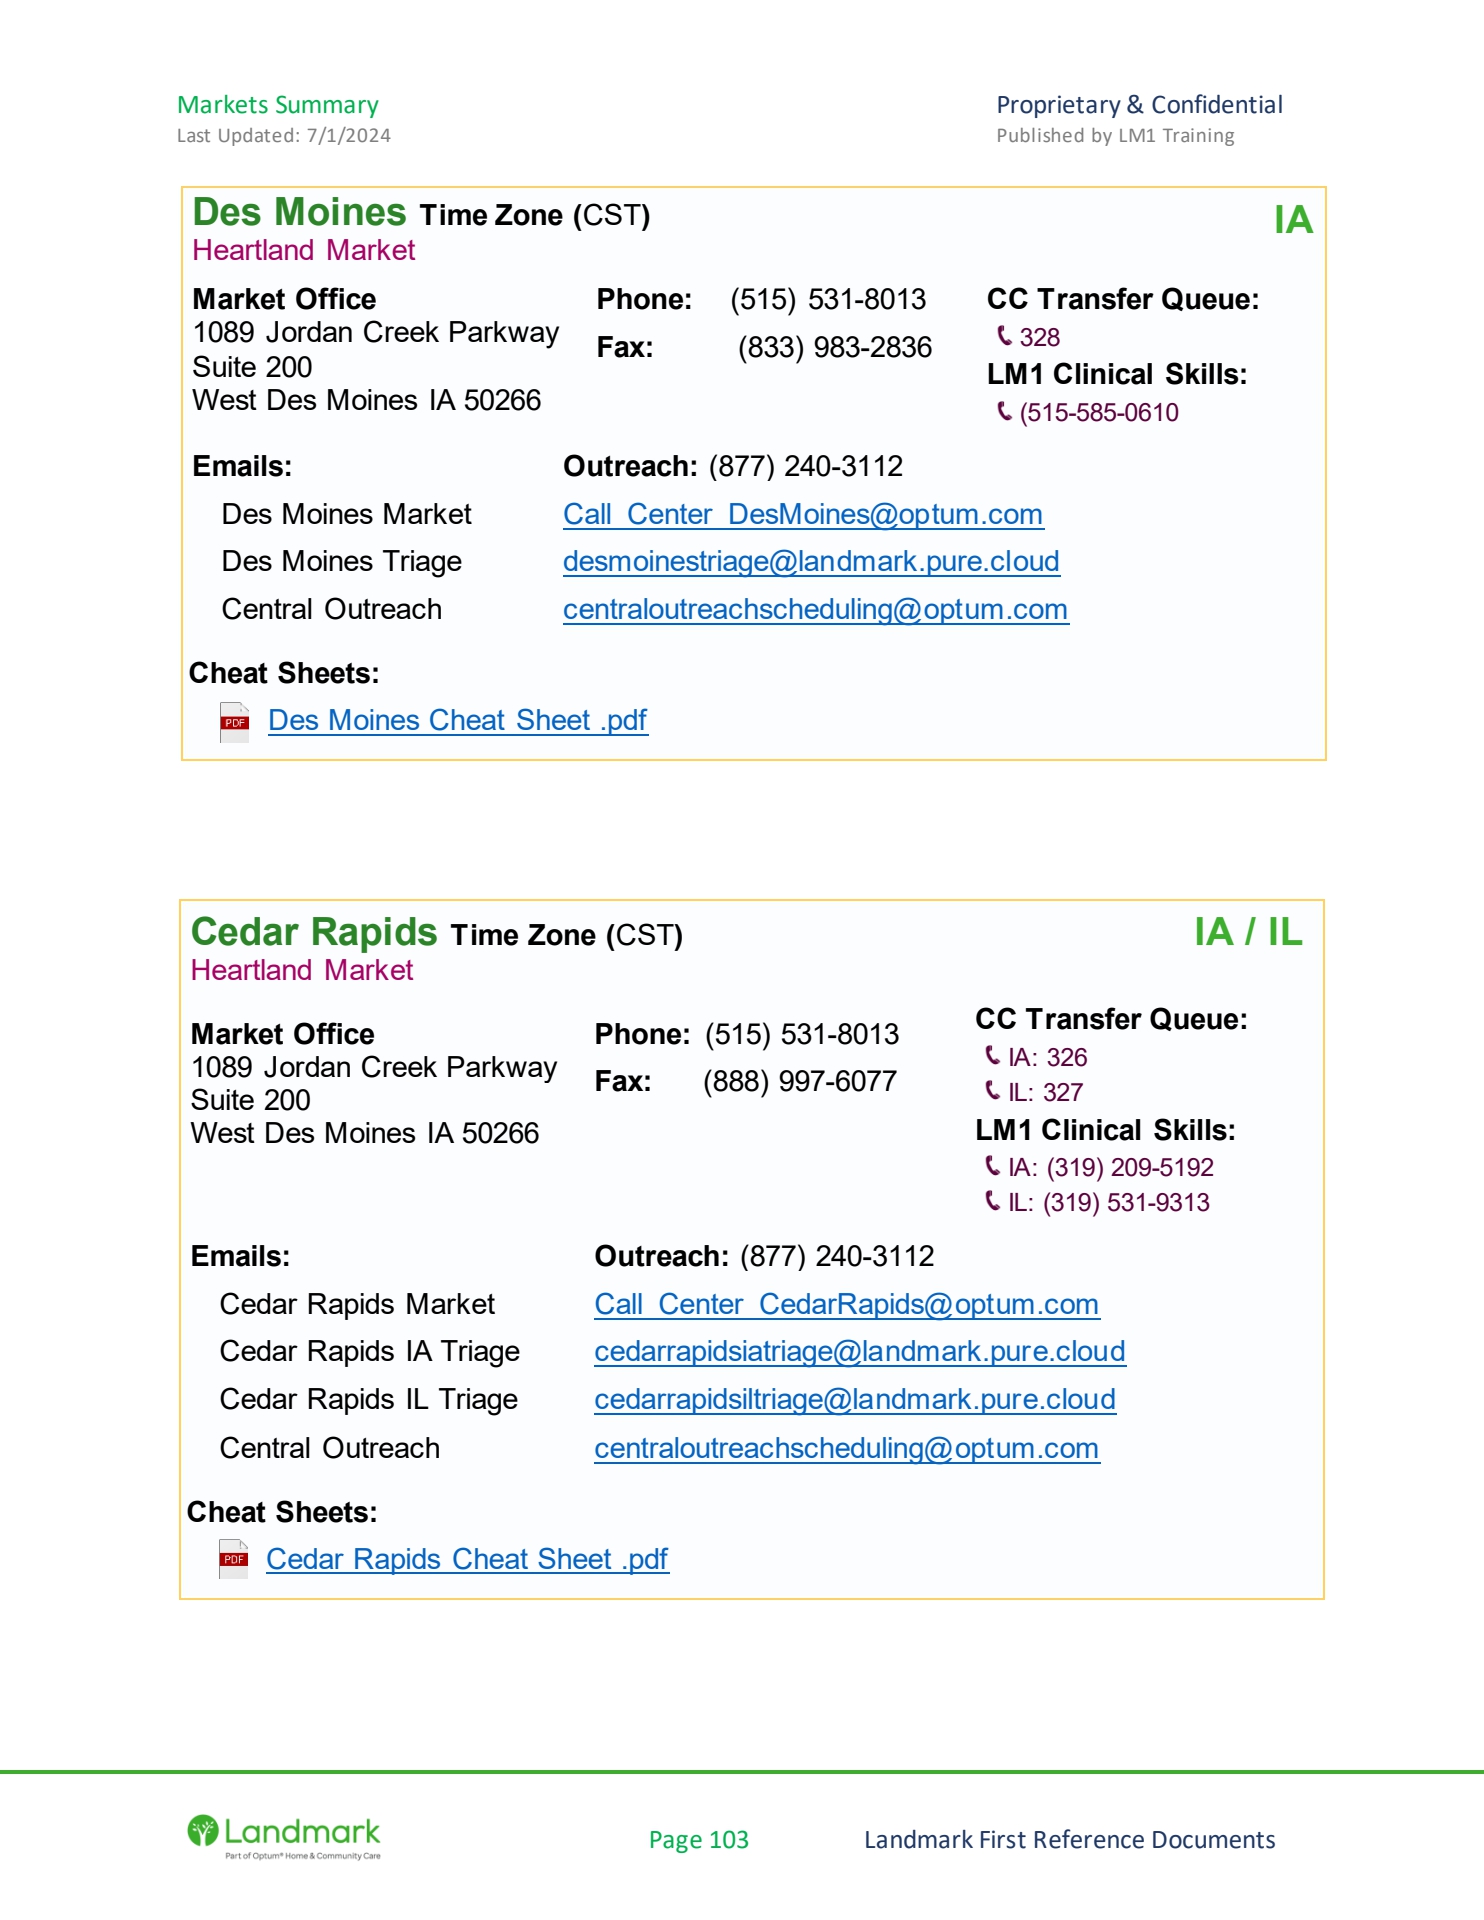 Markets Summary
Proprietary & Confidential
Last Updated: 7/1/2024
Published by LM1 Training
Des Moines Time Zone (CST)
IA
Heartland Market
Market Office
1089 Jordan Creek Parkway
Suite 200
West Des Moines IA 50266
Phone: (515) 531-8013
Fax: (833) 983-2836
CC Transfer Queue:
328
LM1 Clinical Skills:
(515-585-0610
Emails:
Outreach: (877) 240-3112
Des Moines Market
Call_Center_DesMoines@optum.com
Des Moines Triage
desmoinestriage@landmark.pure.cloud
Central Outreach
centraloutreachscheduling@optum.com
Cheat Sheets:
PDF
Des Moines Cheat Sheet .pdf
Cedar Rapids Time Zone (CST)
IA / IL
Heartland Market
Market Office
1089 Jordan Creek Parkway
Suite 200
West Des Moines IA 50266
Phone: (515) 531-8013
Fax: (888) 997-6077
CC Transfer Queue:
IA: 326
IL: 327
LM1 Clinical Skills:
IA: (319) 209-5192
IL: (319) 531-9313
Emails:
Outreach: (877) 240-3112
Cedar Rapids Market
Call_Center_CedarRapids@optum.com
Cedar Rapids IA Triage
cedarrapidsiatriage@landmark.pure.cloud
Cedar Rapids IL Triage
cedarrapidsiltriage@landmark.pure.cloud
Central Outreach
centraloutreachscheduling@optum.com
Cheat Sheets:
PDF
Cedar Rapids Cheat Sheet .pdf
Landmark
Part of Optum® Home & Community Care
Page 103
Landmark First Reference Documents